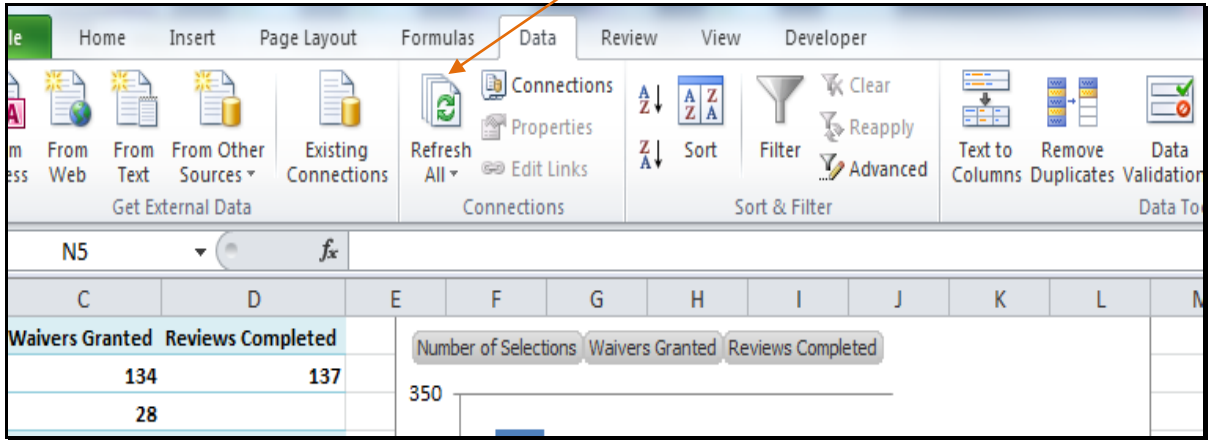 le Home Insert Page Layout Formulas Data Review View Developer
Connections
Clear
Properties
Reapply
Edit Links
Advanced
A
m From From From Other Existing
ess Web Text Sources Connections
Refresh
All
A
Z
Z
A
A Z
Z A
Sort
Filter
Text to Remove Data
Columns Duplicates Validation
Get External Data Connections Sort & Filter Data Too
N5 fx
C D E F G H I J K L M
Waivers Granted Reviews Completed
Number of Selections Waivers Granted Reviews Completed
134 137
350
28